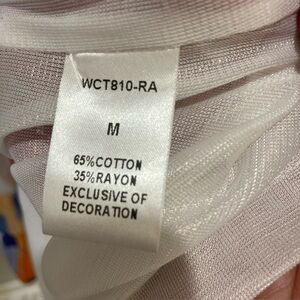 WCT810-RA
M
65%COTTON
35%RAYON
EXCLUSIVE OF
DECORATION